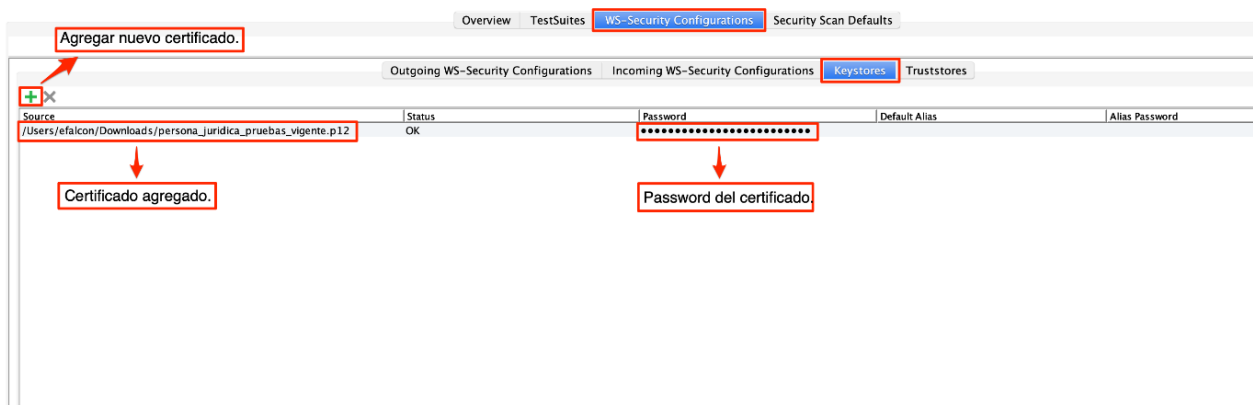 Overview TestSuites WS-Security Configurations Security Scan Defaults
Agregar nuevo certificado.
Outgoing WS-Security Configurations Incoming WS-Security Configurations Keystores Truststores
Source Status Password Default Alias Alias Password
/Users/efalcon/Downloads/persona_juridica_pruebas_vigente.p12 OK •••••••••••••••••••••••••
Certificado agregado. Password del certificado.